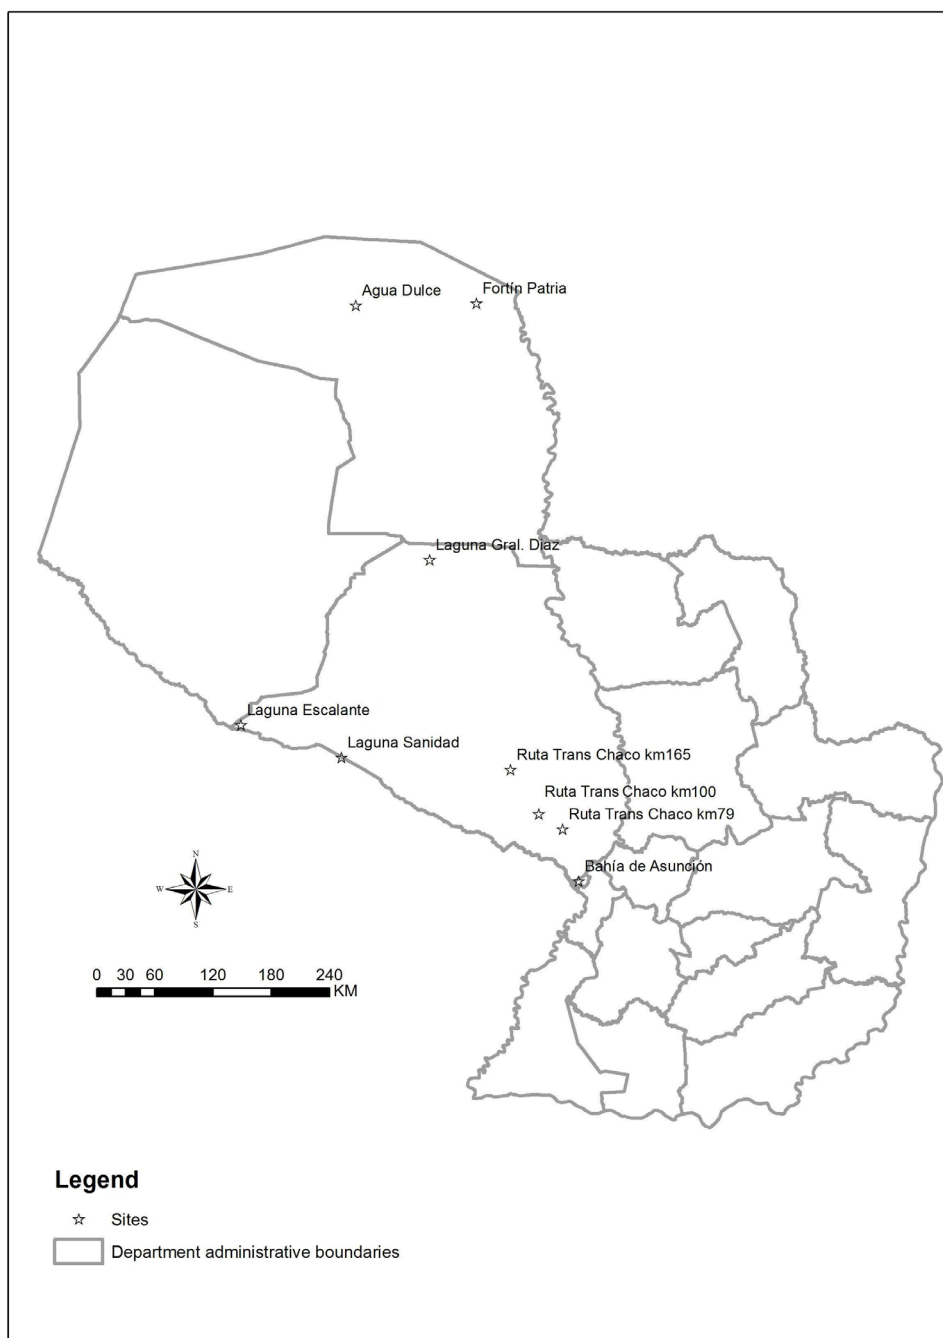 Agua Dulce
Fortín Patria
Laguna Gral. Diaz
Laguna Escalante
Laguna Sanidad
Ruta Trans Chaco km165
Ruta Trans Chaco km100
Ruta Trans Chaco km79
Bahía de Asunción
N
W E
S
0 30 60 120 180 240
KM
Legend
Sites
Department administrative boundaries